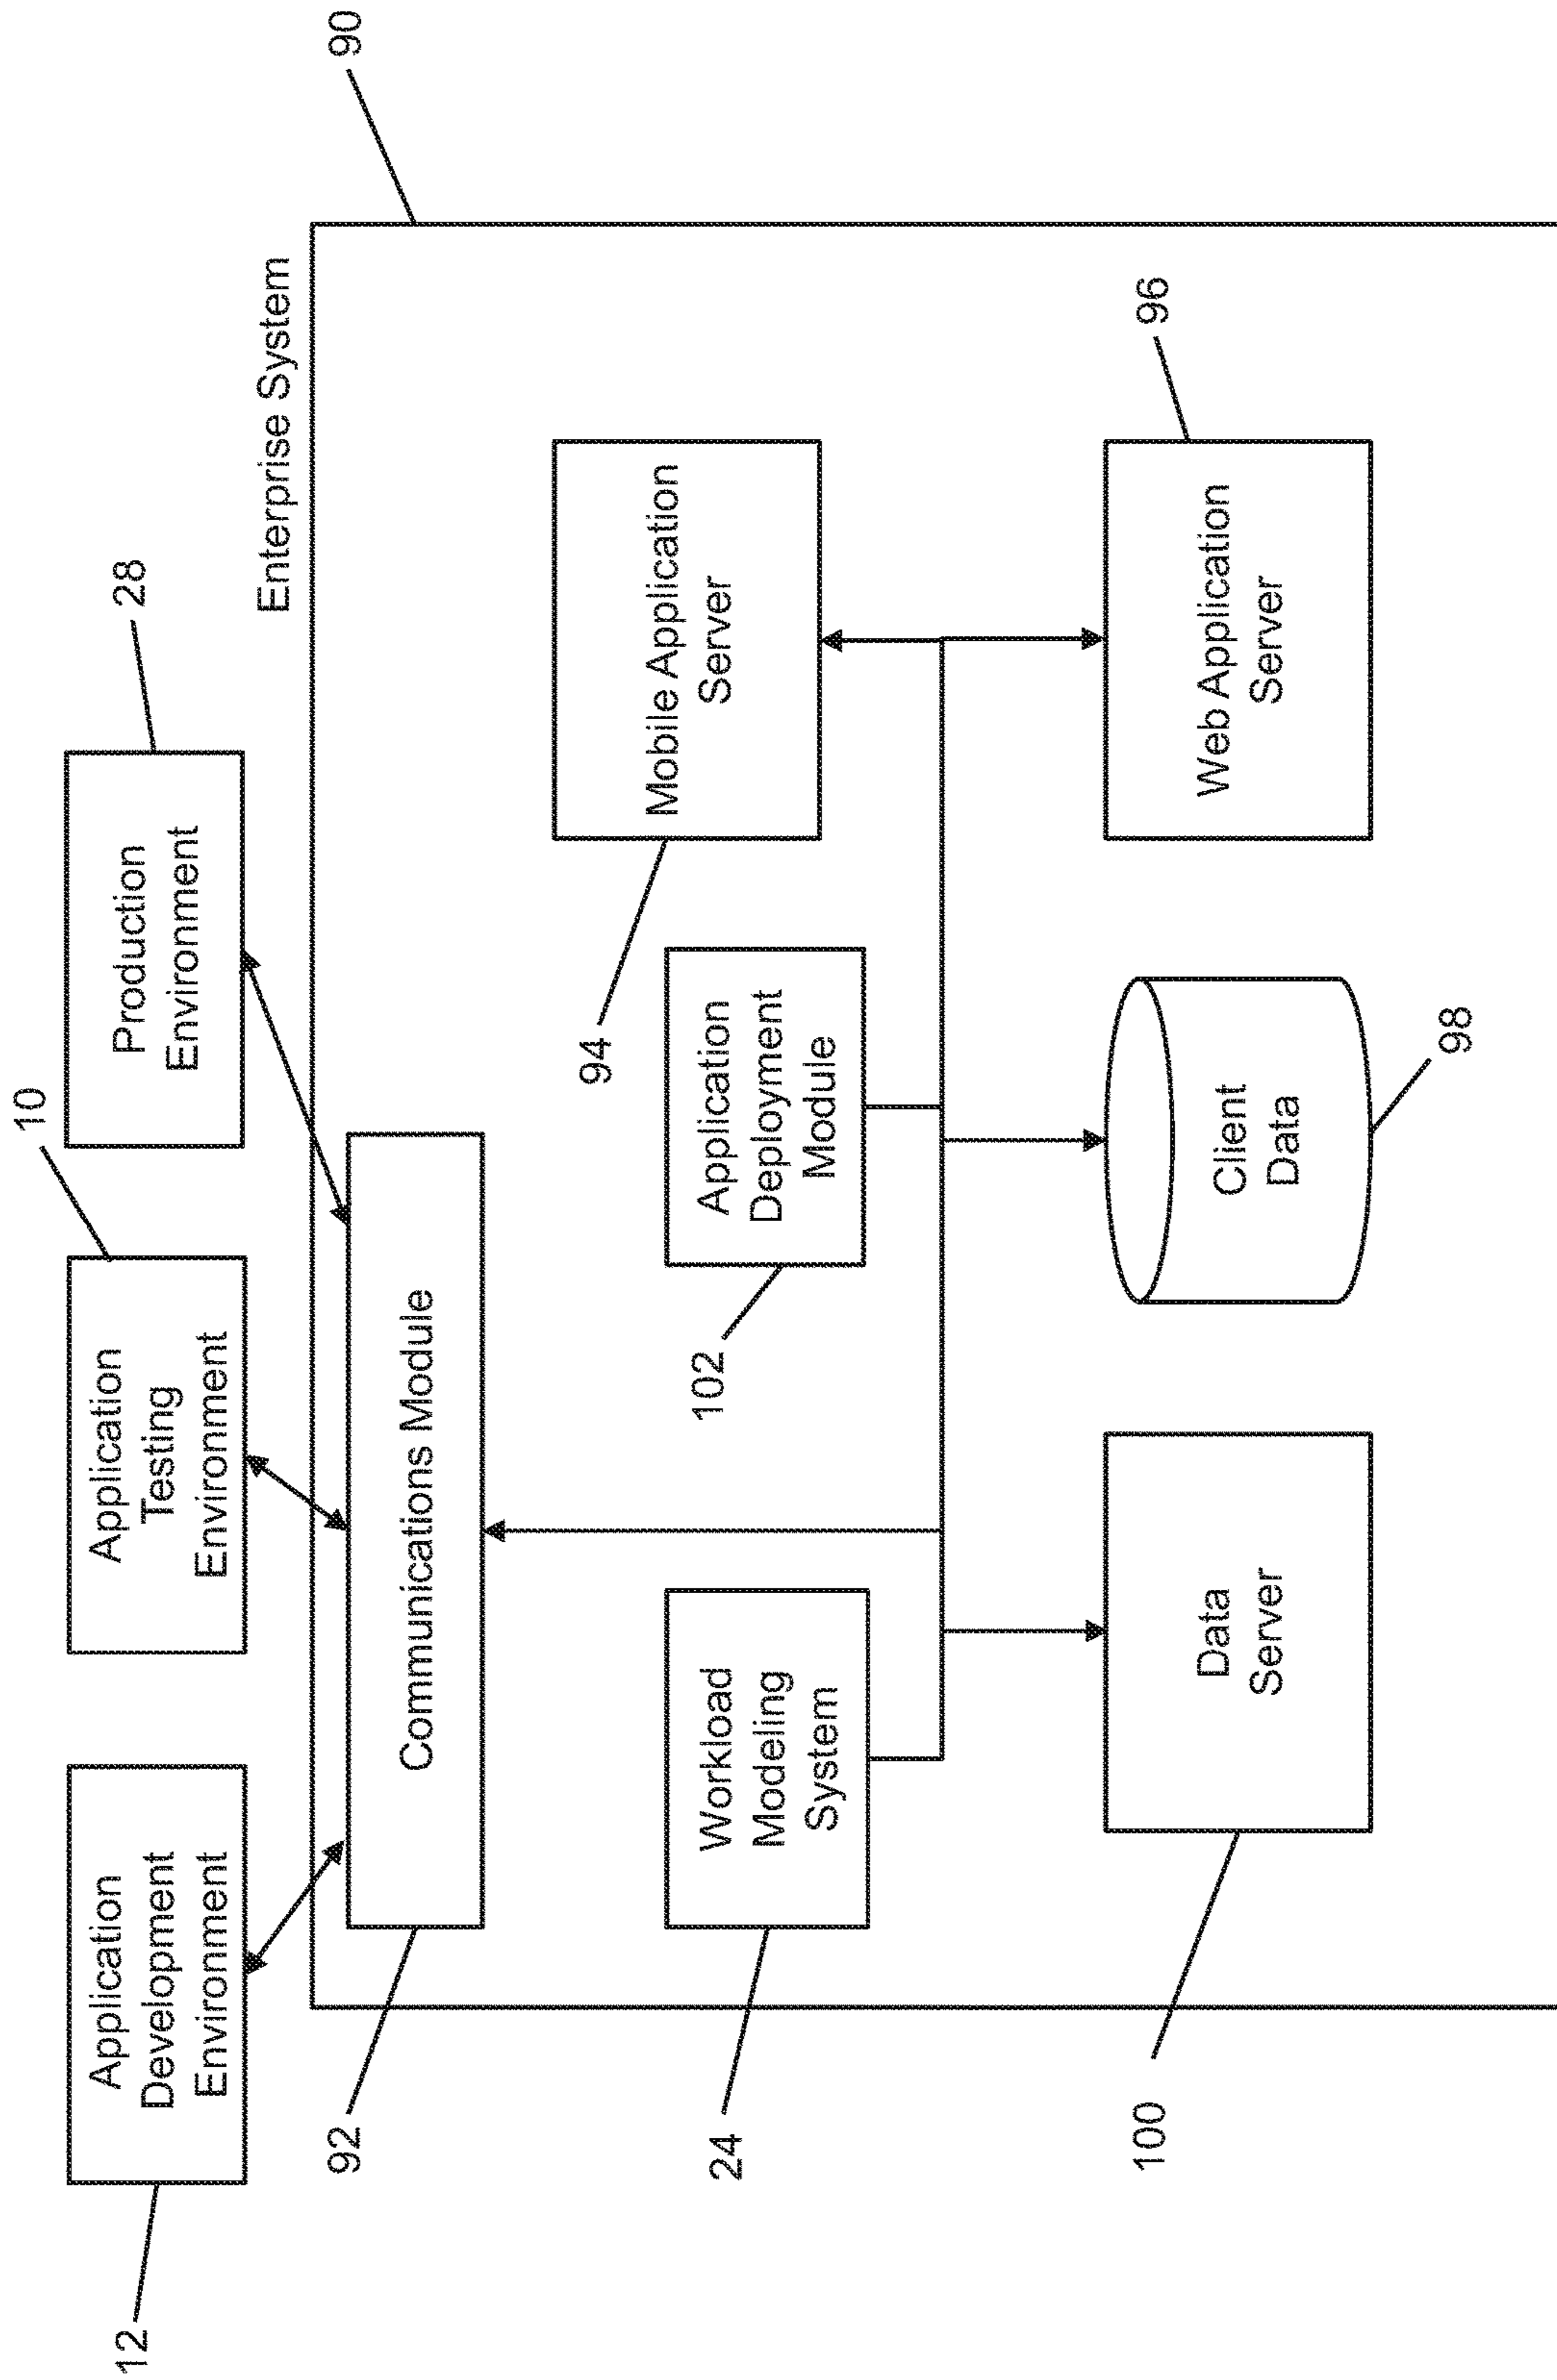 12
Application
Development
Environment
10
Application
Testing
Environment
28
Production
Environment
Enterprise System
90
92
Communications Module
24
Workload
Modeling
System
102
Application
Deployment
Module
94
Mobile Application
Server
100
Data
Server
Client
Data
98
Web Application
Server
96